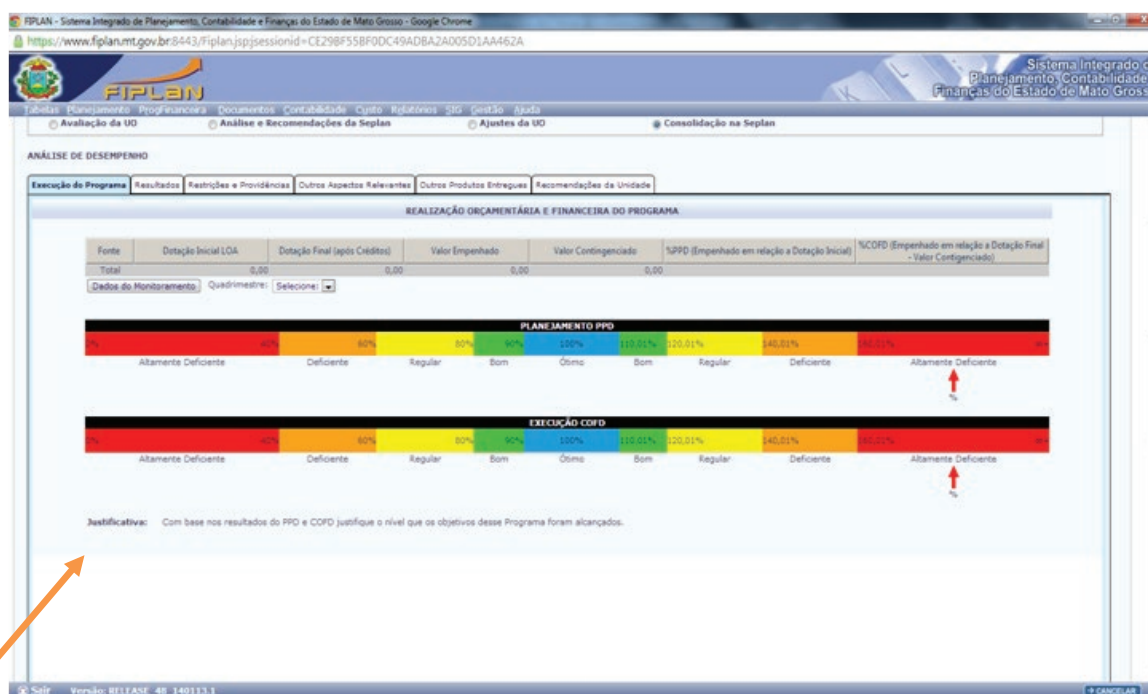 FIPLAN - Sistema Integrado de Planejamento, Contabilidade e Finanças do Estado de Mato Grosso - Google Chrome
https://www.fiplan.mt.gov.br:8443/Fiplan.jsp;jsessionid=CE298F55BF0DC49ADBA2A005D1AA462A
FIPLAN
Sistema Integrado d
Planejamento, Contabilidade
Finanças do Estado de Mato Gross
Tabelas Planejamento ProgFinanceira Documentos Contabilidade Custo Relatórios SIG Gestão Ajuda
Avaliação da UO Análise e Recomendações da Seplan Ajustes da UO Consolidação na Seplan
ANÁLISE DE DESEMPENHO
Execução do Programa Resultados Restrições e Providências Outros Aspectos Relevantes Outros Produtos Entregues Recomendações da Unidade
REALIZAÇÃO ORÇAMENTÁRIA E FINANCEIRA DO PROGRAMA
Fonte Dotação Inicial LOA Dotação Final (após Créditos) Valor Empenhado Valor Contingenciado %PPD (Empenhado em relação a Dotação Inicial) %COFD (Empenhado em relação a Dotação Final - Valor Contigenciado)
Total 0,00 0,00 0,00 0,00
Dados do Monitoramento Quadrimestre: Selecione:
PLANEJAMENTO PPD
0% 40% 60% 80% 90% 100% 110,01% 120,01% 140,01% 160,01%
Altamente Deficiente Deficiente Regular Bom Ótimo Bom Regular Deficiente Altamente Deficiente
%
EXECUÇÃO COFD
0% 40% 60% 80% 90% 100% 110,01% 120,01% 140,01% 160,01%
Altamente Deficiente Deficiente Regular Bom Ótimo Bom Regular Deficiente Altamente Deficiente
%
Justificativa: Com base nos resultados do PPD e COFD justifique o nível que os objetivos desse Programa foram alcançados.
Sair Versão: RELEASE_48_140113.1 CANCELAR